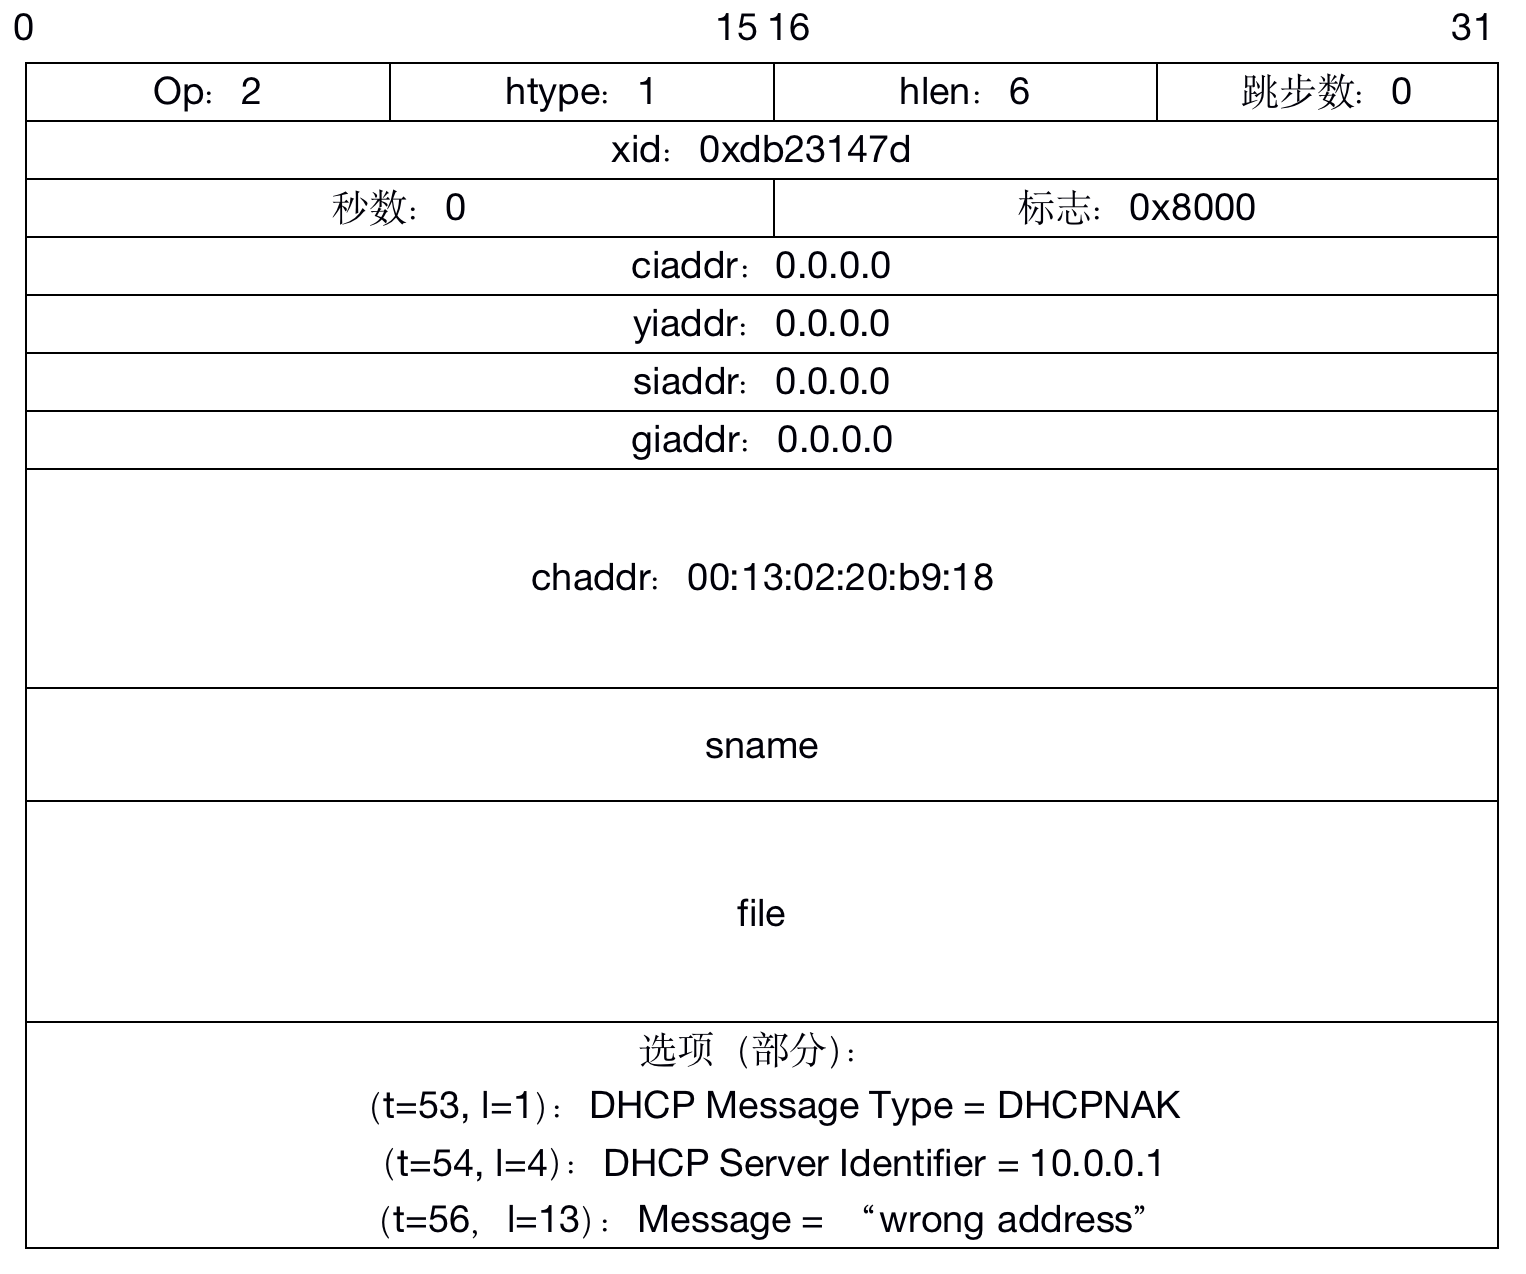 0 15 16 31
Op：2 htype：1 hlen：6 跳步数：0
xid：0xdb23147d
秒数：0 标志：0x8000
ciaddr：0.0.0.0
yiaddr：0.0.0.0
siaddr：0.0.0.0
giaddr：0.0.0.0
chaddr：00:13:02:20:b9:18
sname
file
选项（部分）：
（t=53, l=1）：DHCP Message Type = DHCPNAK
（t=54, l=4）：DHCP Server Identifier = 10.0.0.1
（t=56，l=13）：Message = “wrong address”